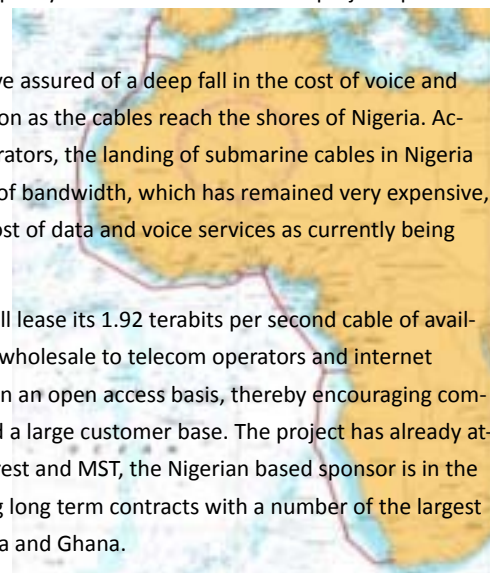 ve assured of a deep fall in the cost of voice and
on as the cables reach the shores of Nigeria. Ac-
rators, the landing of submarine cables in Nigeria
of bandwidth, which has remained very expensive,
ost of data and voice services as currently being
ll lease its 1.92 terabits per second cable of avail-
wholesale to telecom operators and internet
n an open access basis, thereby encouraging com-
d a large customer base. The project has already at-
rest and MST, the Nigerian based sponsor is in the
g long term contracts with a number of the largest
a and Ghana.